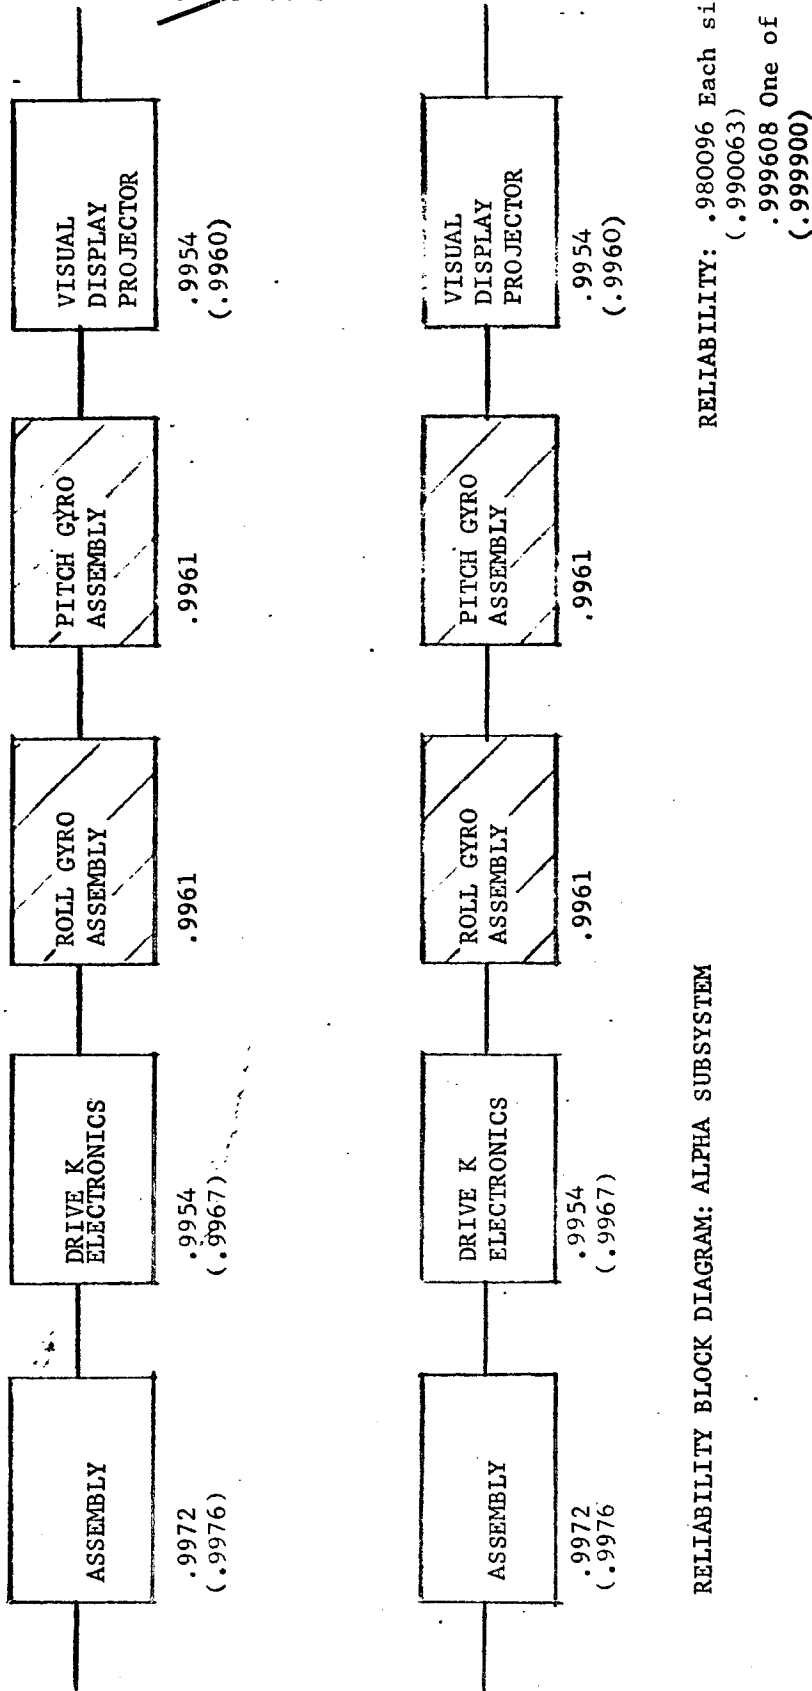 ASSEMBLY
.9972
(.9976)
DRIVE K
ELECTRONICS
.9954
(.9967)
ROLL GYRO
ASSEMBLY
.9961
PITCH GYRO
ASSEMBLY
.9961
VISUAL
DISPLAY
PROJECTOR
.9954
(.9960)
ASSEMBLY
.9972
(.9976
DRIVE K
ELECTRONICS
.9954
(.9967)
ROLL GYRO
ASSEMBLY
.9961
PITCH GYRO
ASSEMBLY
.9961
VISUAL
DISPLAY
PROJECTOR
.9954
(.9960)
RELIABILITY BLOCK DIAGRAM: ALPHA SUBSYSTEM
RELIABILITY: .980096 Each si
(.990063)
.999608 One of
(.999900)